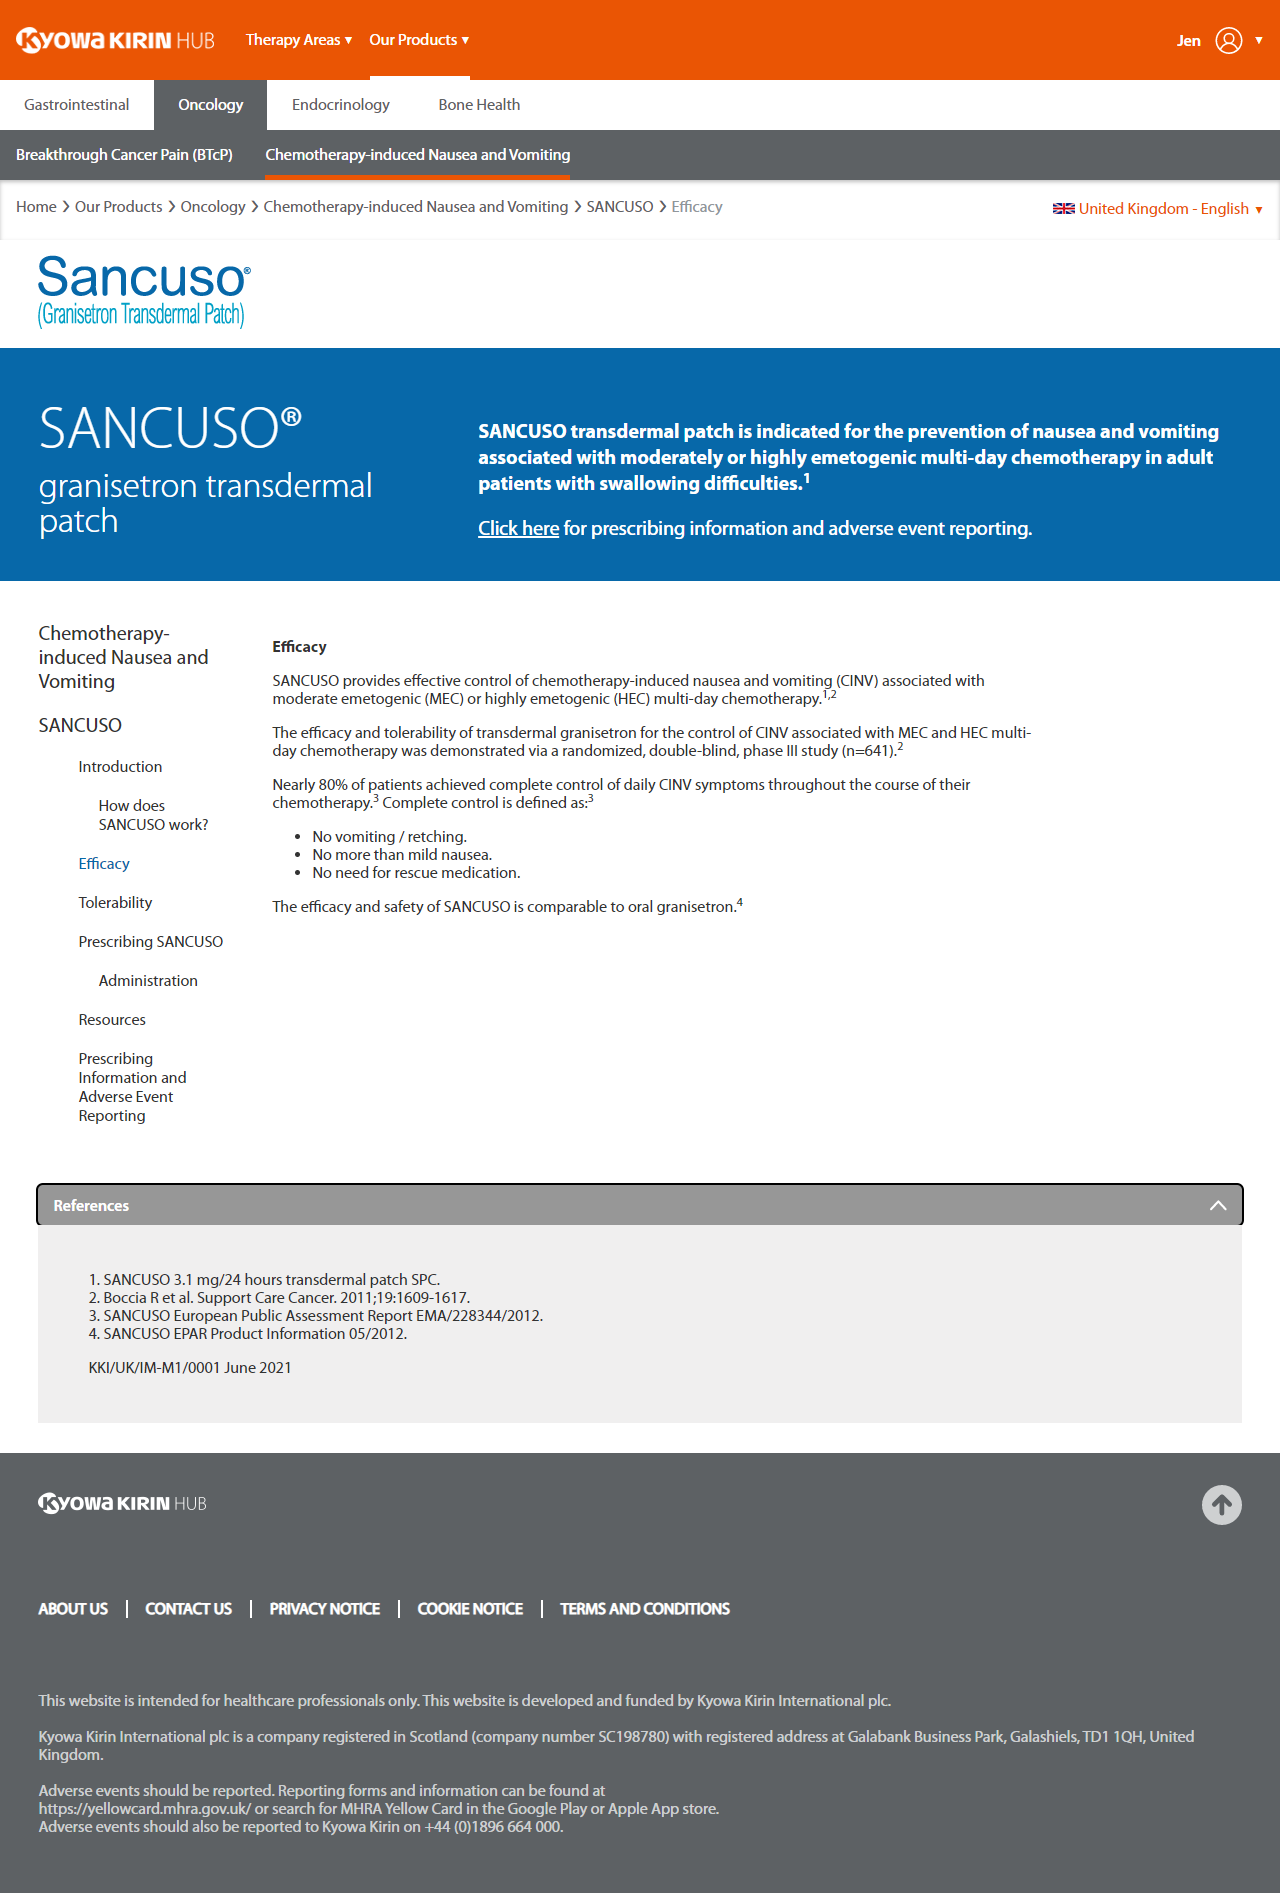 KYOWA KIRIN HUB
Therapy Areas ▼ Our Products ▼
Jen ▼
Gastrointestinal Oncology Endocrinology Bone Health
Breakthrough Cancer Pain (BTcP) Chemotherapy-induced Nausea and Vomiting
Home > Our Products > Oncology > Chemotherapy-induced Nausea and Vomiting > SANCUSO > Efficacy
United Kingdom - English ▼
Sancuso®
(Granisetron Transdermal Patch)
SANCUSO®
granisetron transdermal
patch
SANCUSO transdermal patch is indicated for the prevention of nausea and vomiting
associated with moderately or highly emetogenic multi-day chemotherapy in adult
patients with swallowing difficulties.1
Click here for prescribing information and adverse event reporting.
Chemotherapy-
induced Nausea and
Vomiting
SANCUSO
Introduction
How does
SANCUSO work?
Efficacy
Tolerability
Prescribing SANCUSO
Administration
Resources
Prescribing
Information and
Adverse Event
Reporting
Efficacy
SANCUSO provides effective control of chemotherapy-induced nausea and vomiting (CINV) associated with
moderate emetogenic (MEC) or highly emetogenic (HEC) multi-day chemotherapy.1,2
The efficacy and tolerability of transdermal granisetron for the control of CINV associated with MEC and HEC multi-
day chemotherapy was demonstrated via a randomized, double-blind, phase III study (n=641).2
Nearly 80% of patients achieved complete control of daily CINV symptoms throughout the course of their
chemotherapy.3 Complete control is defined as:3
• No vomiting / retching.
• No more than mild nausea.
• No need for rescue medication.
The efficacy and safety of SANCUSO is comparable to oral granisetron.4
References
1. SANCUSO 3.1 mg/24 hours transdermal patch SPC.
2. Boccia R et al. Support Care Cancer. 2011;19:1609-1617.
3. SANCUSO European Public Assessment Report EMA/228344/2012.
4. SANCUSO EPAR Product Information 05/2012.
KKI/UK/IM-M1/0001 June 2021
KYOWA KIRIN HUB
ABOUT US | CONTACT US | PRIVACY NOTICE | COOKIE NOTICE | TERMS AND CONDITIONS
This website is intended for healthcare professionals only. This website is developed and funded by Kyowa Kirin International plc.
Kyowa Kirin International plc is a company registered in Scotland (company number SC198780) with registered address at Galabank Business Park, Galashiels, TD1 1QH, United
Kingdom.
Adverse events should be reported. Reporting forms and information can be found at
https://yellowcard.mhra.gov.uk/ or search for MHRA Yellow Card in the Google Play or Apple App store.
Adverse events should also be reported to Kyowa Kirin on +44 (0)1896 664 000.